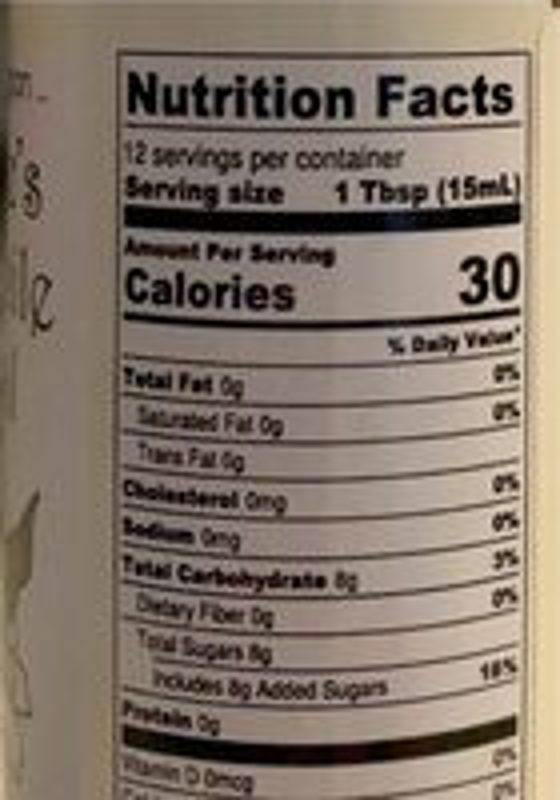 Nutrition Facts
12 servings per container
Serving size 1 Tbsp (15mL)
Amount Per Serving
Calories 30
% Daily Value*
Total Fat 0g 0%
Saturated Fat 0g 0%
Trans Fat 0g
Cholesterol 0mg 0%
Sodium 0mg 0%
Total Carbohydrate 8g 3%
Dietary Fiber 0g 0%
Total Sugars 8g
Includes 8g Added Sugars 16%
Protein 0g
Vitamin D 0mcg 0%
0%